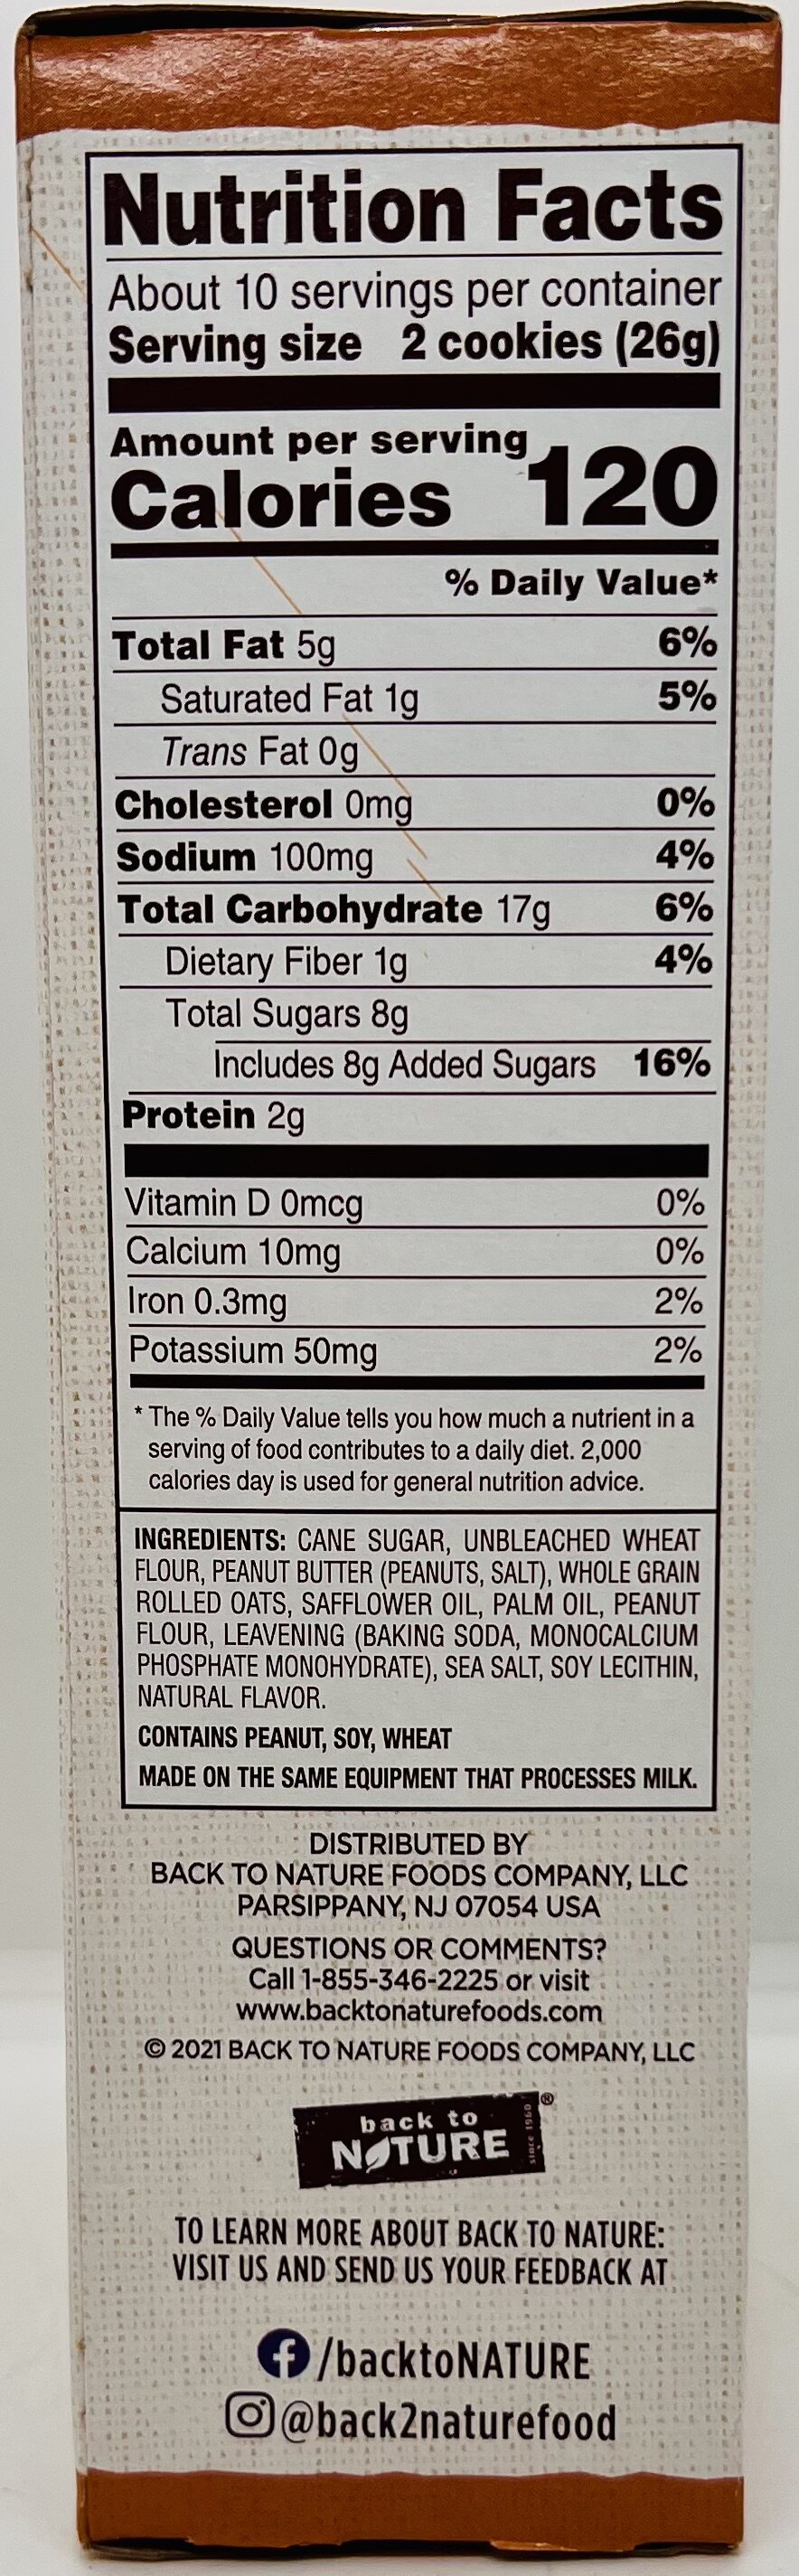 Nutrition Facts
About 10 servings per container
Serving size 2 cookies (26g)
Amount per serving
Calories 120
% Daily Value*
Total Fat 5g 6%
Saturated Fat 1g 5%
Trans Fat 0g
Cholesterol 0mg 0%
Sodium 100mg 4%
Total Carbohydrate 17g 6%
Dietary Fiber 1g 4%
Total Sugars 8g
Includes 8g Added Sugars 16%
Protein 2g
Vitamin D 0mcg 0%
Calcium 10mg 0%
Iron 0.3mg 2%
Potassium 50mg 2%
* The % Daily Value tells you how much a nutrient in a
serving of food contributes to a daily diet. 2,000
calories day is used for general nutrition advice.
INGREDIENTS: CANE SUGAR, UNBLEACHED WHEAT
FLOUR, PEANUT BUTTER (PEANUTS, SALT), WHOLE GRAIN
ROLLED OATS, SAFFLOWER OIL, PALM OIL, PEANUT
FLOUR, LEAVENING (BAKING SODA, MONOCALCIUM
PHOSPHATE MONOHYDRATE), SEA SALT, SOY LECITHIN,
NATURAL FLAVOR.
CONTAINS PEANUT, SOY, WHEAT
MADE ON THE SAME EQUIPMENT THAT PROCESSES MILK.
DISTRIBUTED BY
BACK TO NATURE FOODS COMPANY, LLC
PARSIPPANY, NJ 07054 USA
QUESTIONS OR COMMENTS?
Call 1-855-346-2225 or visit
www.backtonaturefoods.com
© 2021 BACK TO NATURE FOODS COMPANY, LLC
back to
NATURE
since 1960
®
TO LEARN MORE ABOUT BACK TO NATURE:
VISIT US AND SEND US YOUR FEEDBACK AT
/backtoNATURE
@back2naturefood